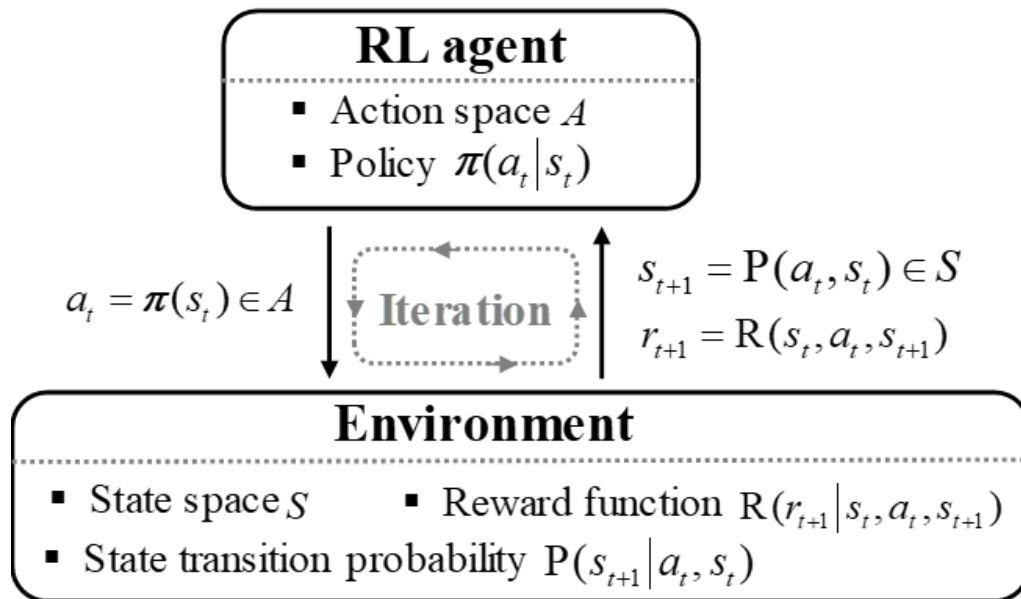 RL agent
▪ Action space A
▪ Policy π(a_t|s_t)
a_t = π(s_t) ∈ A
Iteration
s_{t+1} = P(a_t, s_t) ∈ S
r_{t+1} = R(s_t, a_t, s_{t+1})
Environment
▪ State space S
▪ Reward function R(r_{t+1}|s_t, a_t, s_{t+1})
▪ State transition probability P(s_{t+1}|a_t, s_t)